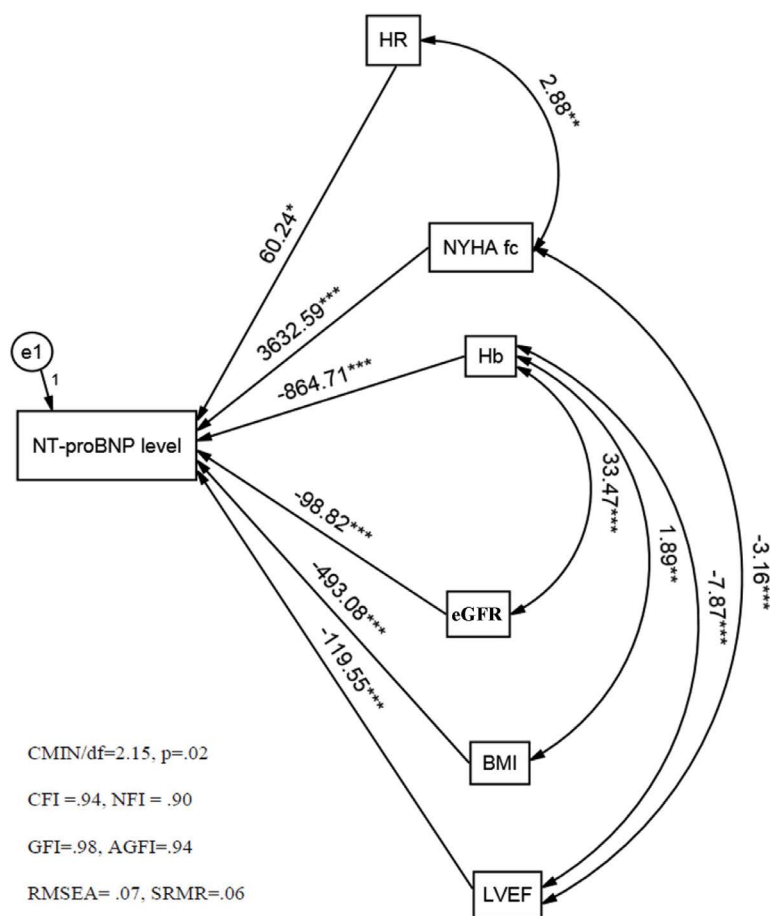 HR
2.88**
60.24*
NYHA fc
3632.59***
e1
1
Hb
-864.71***
NT-proBNP level
33.47***
1.89**
-7.87***
-3.16***
-98.82***
-493.08***
eGFR
-119.55***
BMI
CMIN/df=2.15, p=.02
CFI =.94, NFI = .90
GFI=.98, AGFI=.94
RMSEA= .07, SRMR=.06
LVEF